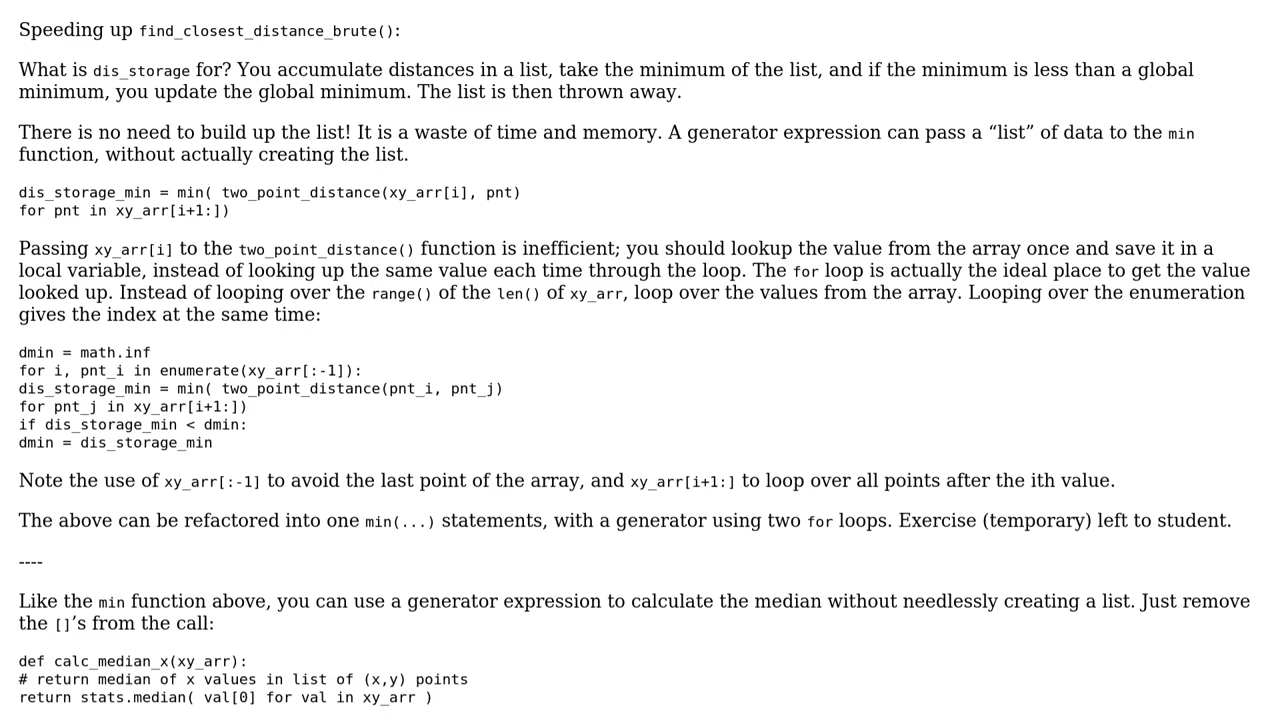 Speeding up find_closest_distance_brute():
What is dis_storage for? You accumulate distances in a list, take the minimum of the list, and if the minimum is less than a global
minimum, you update the global minimum. The list is then thrown away.
There is no need to build up the list! It is a waste of time and memory. A generator expression can pass a “list” of data to the min
function, without actually creating the list.
dis_storage_min = min( two_point_distance(xy_arr[i], pnt)
for pnt in xy_arr[i+1:])
Passing xy_arr[i] to the two_point_distance() function is inefficient; you should lookup the value from the array once and save it in a
local variable, instead of looking up the same value each time through the loop. The for loop is actually the ideal place to get the value
looked up. Instead of looping over the range() of the len() of xy_arr, loop over the values from the array. Looping over the enumeration
gives the index at the same time:
dmin = math.inf
for i, pnt_i in enumerate(xy_arr[:-1]):
dis_storage_min = min( two_point_distance(pnt_i, pnt_j)
for pnt_j in xy_arr[i+1:])
if dis_storage_min < dmin:
dmin = dis_storage_min
Note the use of xy_arr[:-1] to avoid the last point of the array, and xy_arr[i+1:] to loop over all points after the ith value.
The above can be refactored into one min(...) statements, with a generator using two for loops. Exercise (temporary) left to student.
----
Like the min function above, you can use a generator expression to calculate the median without needlessly creating a list. Just remove
the []’s from the call:
def calc_median_x(xy_arr):
# return median of x values in list of (x,y) points
return stats.median( val[0] for val in xy_arr )